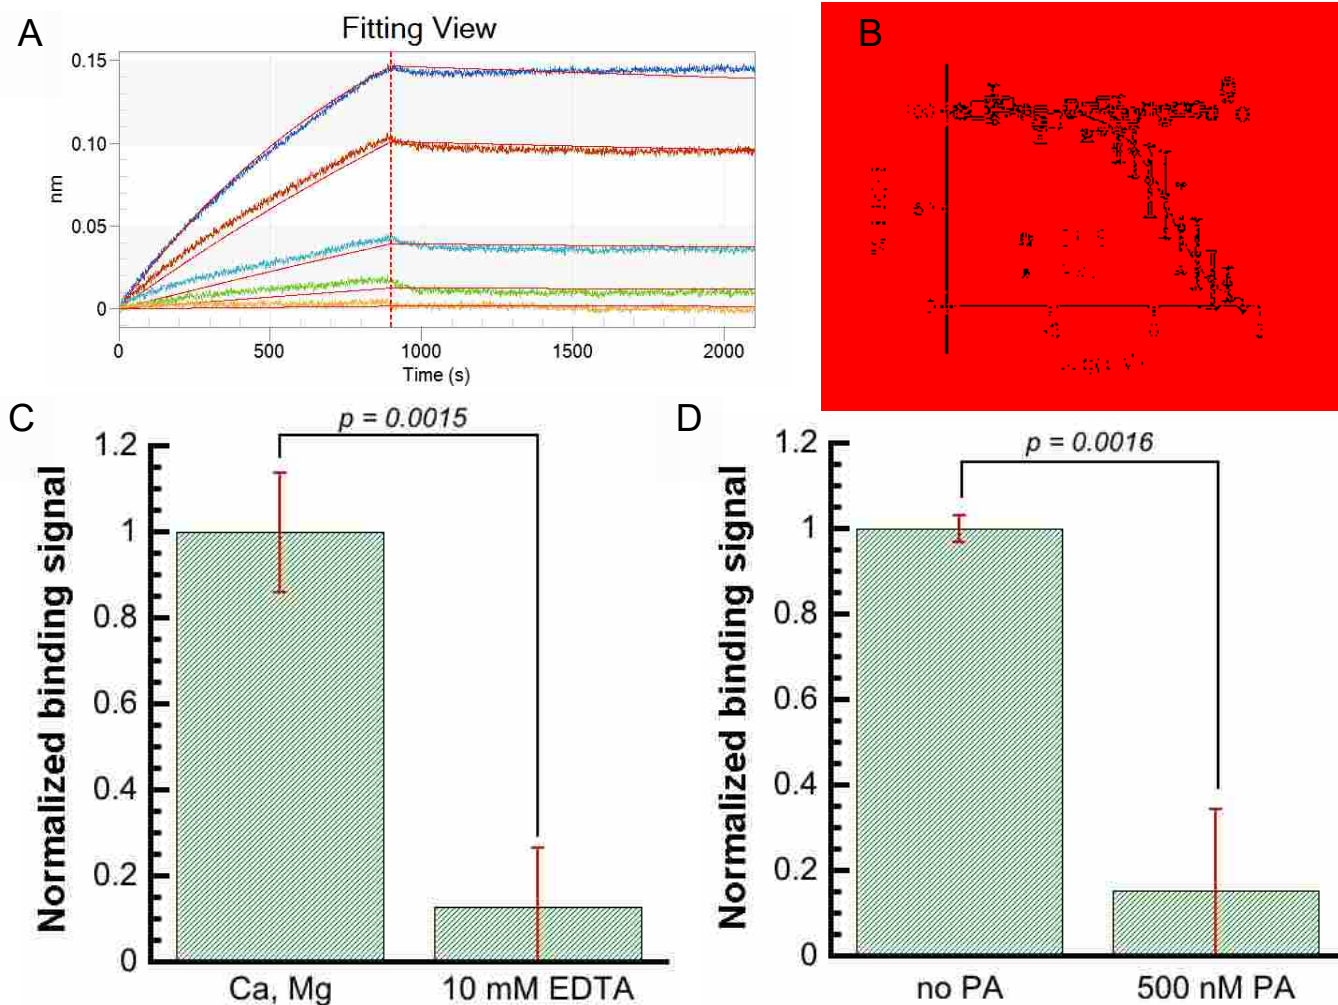 A
Fitting View
0.15
0.10
0.05
0
nm
0
500
1000
1500
2000
Time (s)
B
C
p = 0.0015
1.2
1
0.8
0.6
0.4
0.2
0
Normalized binding signal
Ca, Mg
10 mM EDTA
D
p = 0.0016
1.2
1
0.8
0.6
0.4
0.2
0
Normalized binding signal
no PA
500 nM PA